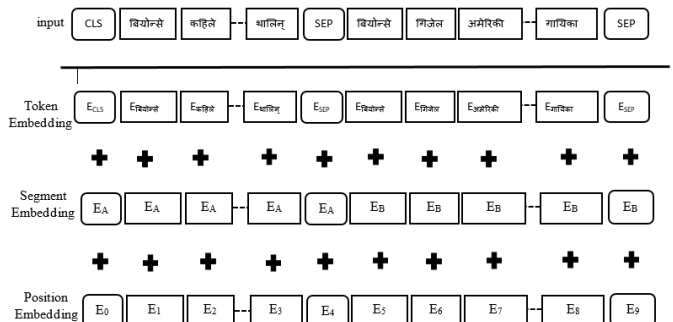 input CLS बियोन्से कहिले थालिन् SEP बियोन्से गिजेल अमेरिकी गायिका SEP
Token Embedding E_CLS E_बियोन्से E_कहिले E_थालिन् E_SEP E_बियोन्से E_गिजेल E_अमेरिकी E_गायिका E_SEP
Segment Embedding E_A E_A E_A E_A E_A E_B E_B E_B E_B E_B
Position Embedding E_0 E_1 E_2 E_3 E_4 E_5 E_6 E_7 E_8 E_9